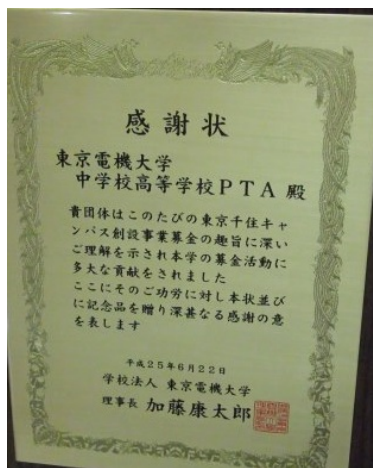 感謝状
東京電機大学
中学校高等学校PTA 殿
貴団体はこのたびの東京千住キャ
ンパス創設事業募金の趣旨に深い
ご理解を示され本学の募金活動に
多大な貢献をされました
ここにそのご功労に対し本状並び
に記念品を贈り深甚なる感謝の意
を表します
平成25年6月22日
学校法人 東京電機大学
理事長 加藤康太郎